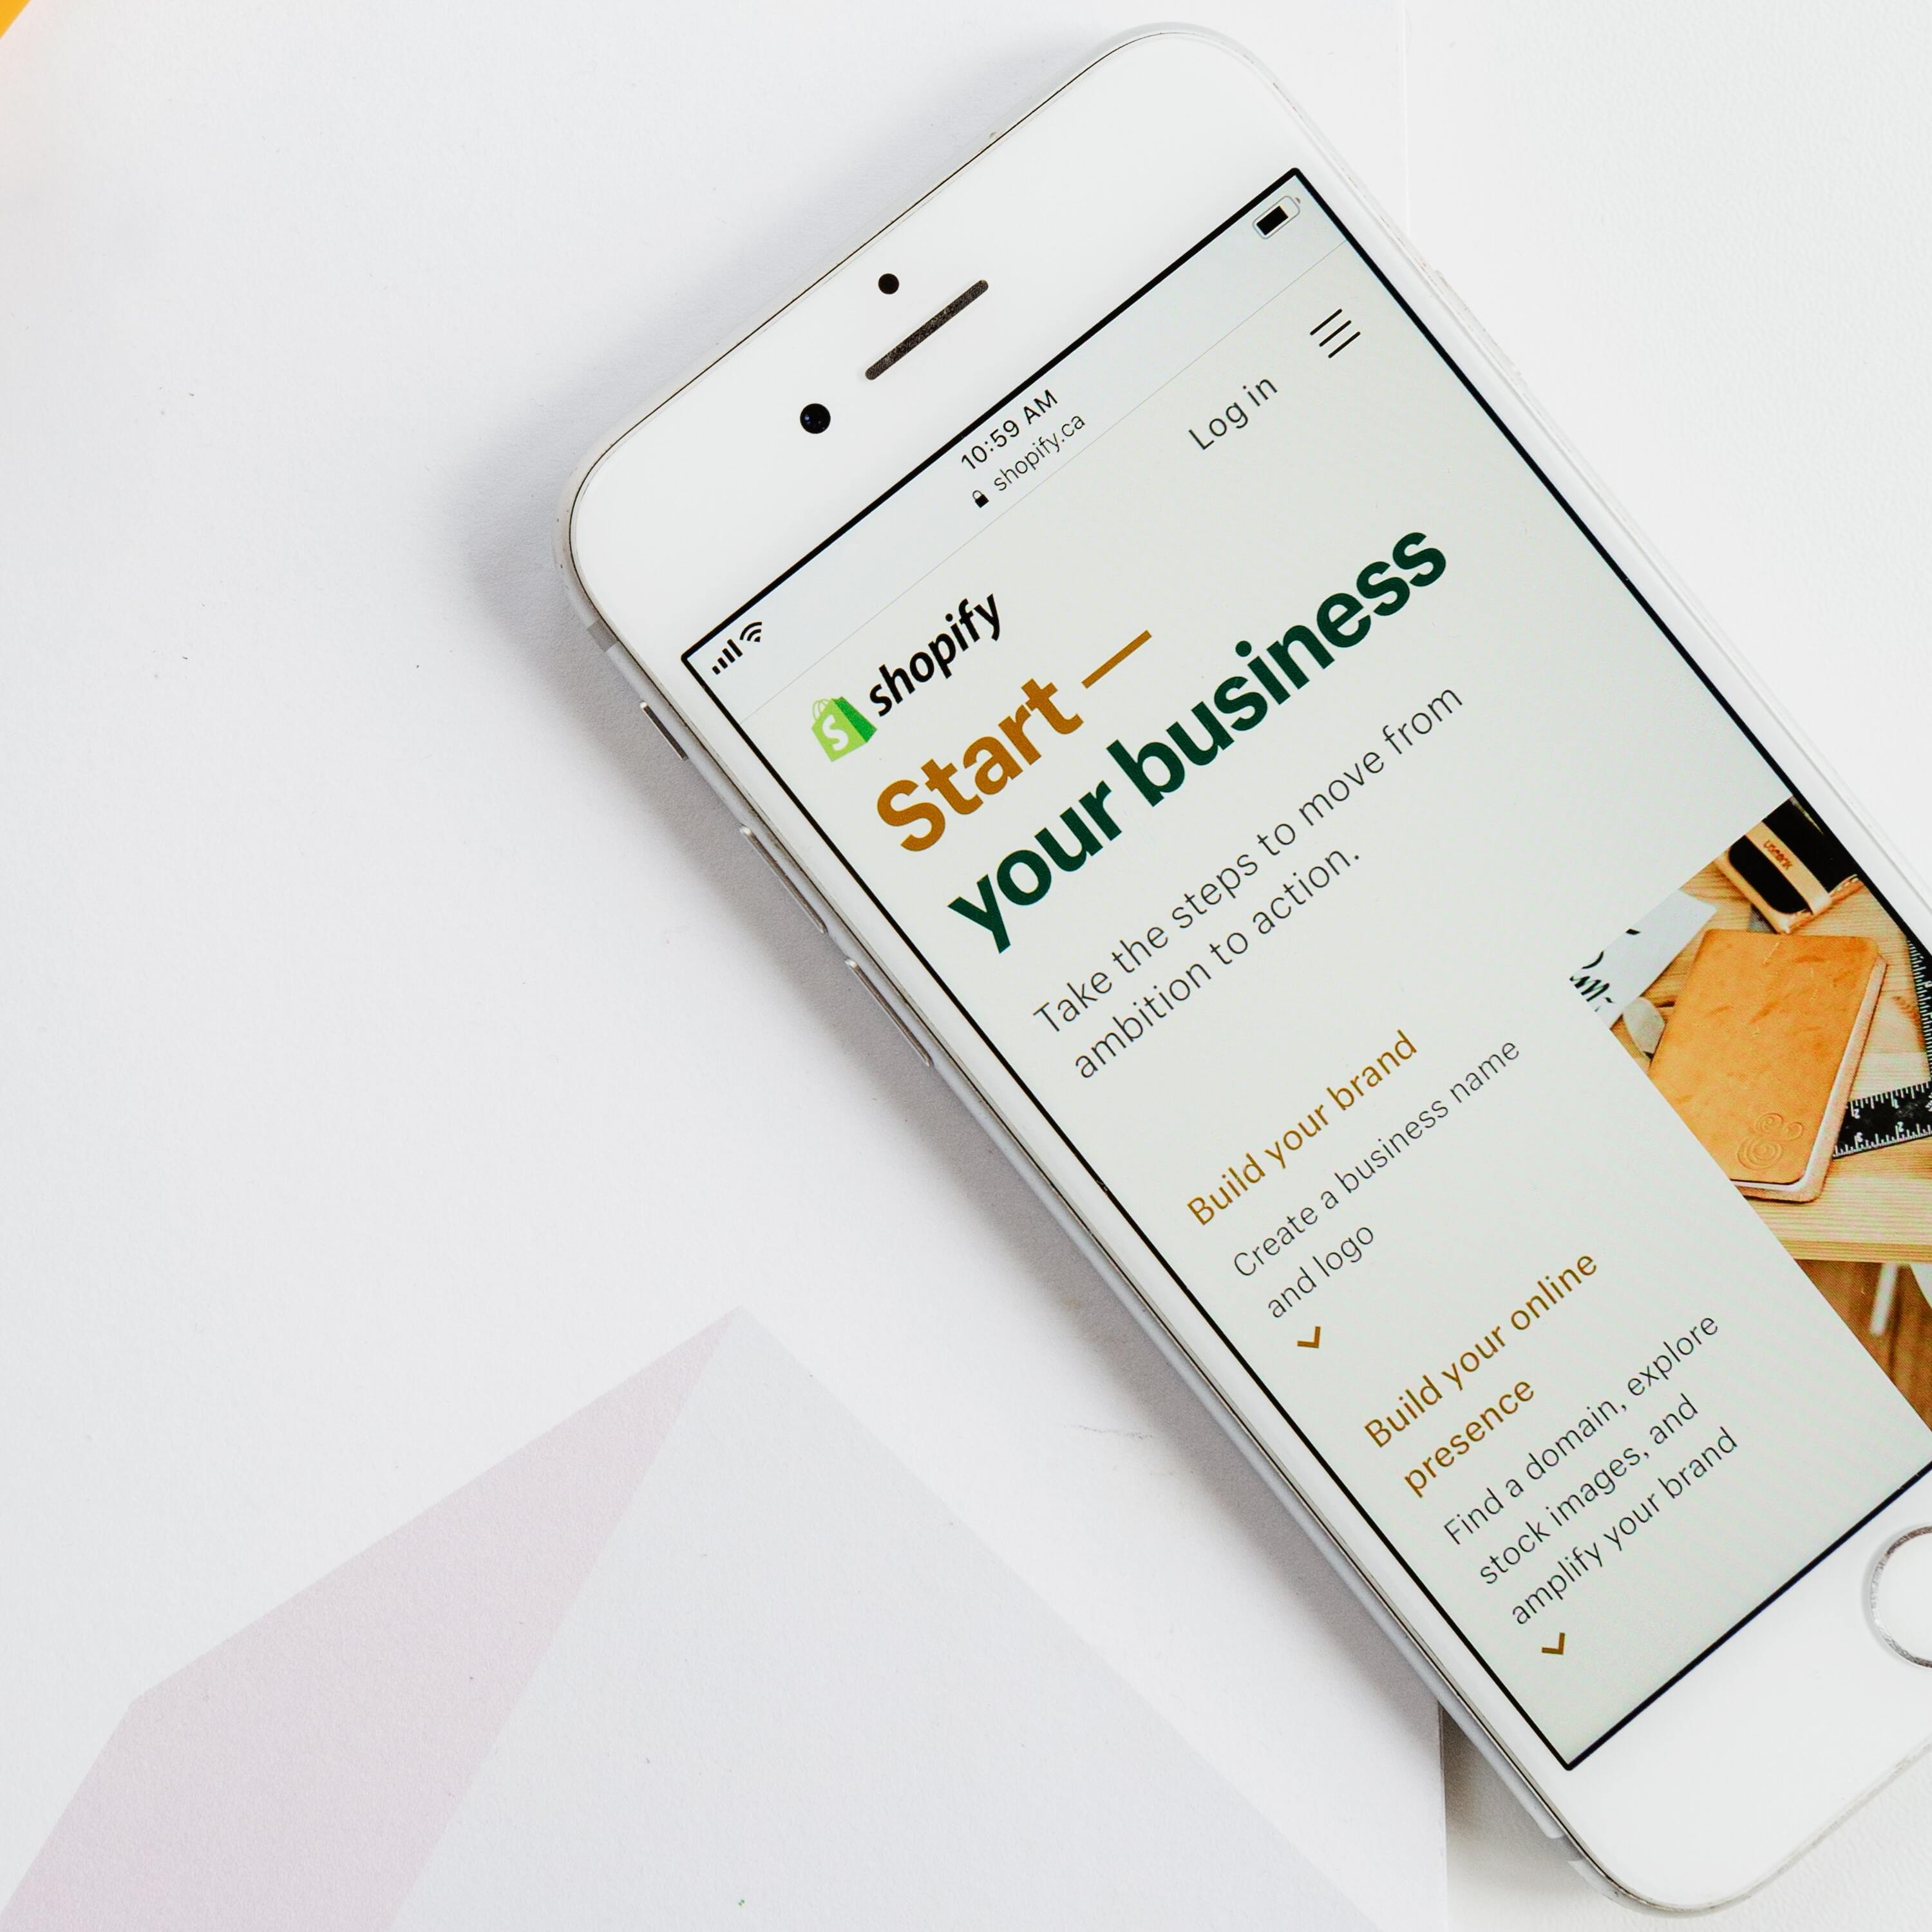 10:59 AM
shopify.ca
shopify
Log in
Start —
your business
Take the steps to move from
ambition to action.
Build your brand
Create a business name
and logo
Build your online
presence
Find a domain, explore
stock images, and
amplify your brand